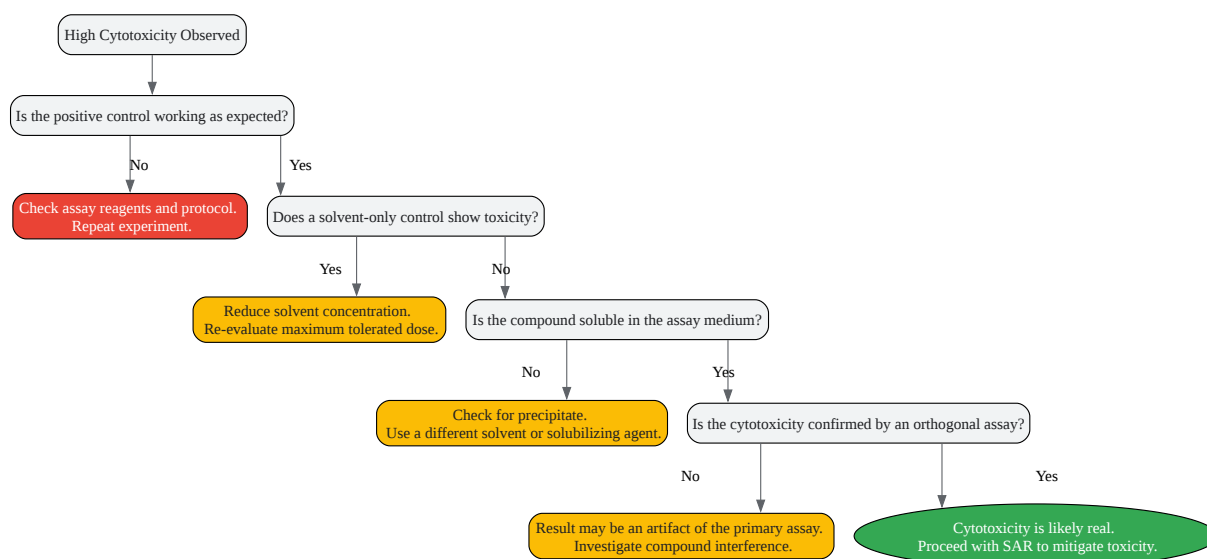 High Cytotoxicity Observed
Is the positive control working as expected?
No
Yes
Check assay reagents and protocol.
Repeat experiment.
Does a solvent-only control show toxicity?
Yes
No
Reduce solvent concentration.
Re-evaluate maximum tolerated dose.
Is the compound soluble in the assay medium?
No
Yes
Check for precipitate.
Use a different solvent or solubilizing agent.
Is the cytotoxicity confirmed by an orthogonal assay?
No
Yes
Result may be an artifact of the primary assay.
Investigate compound interference.
Cytotoxicity is likely real.
Proceed with SAR to mitigate toxicity.